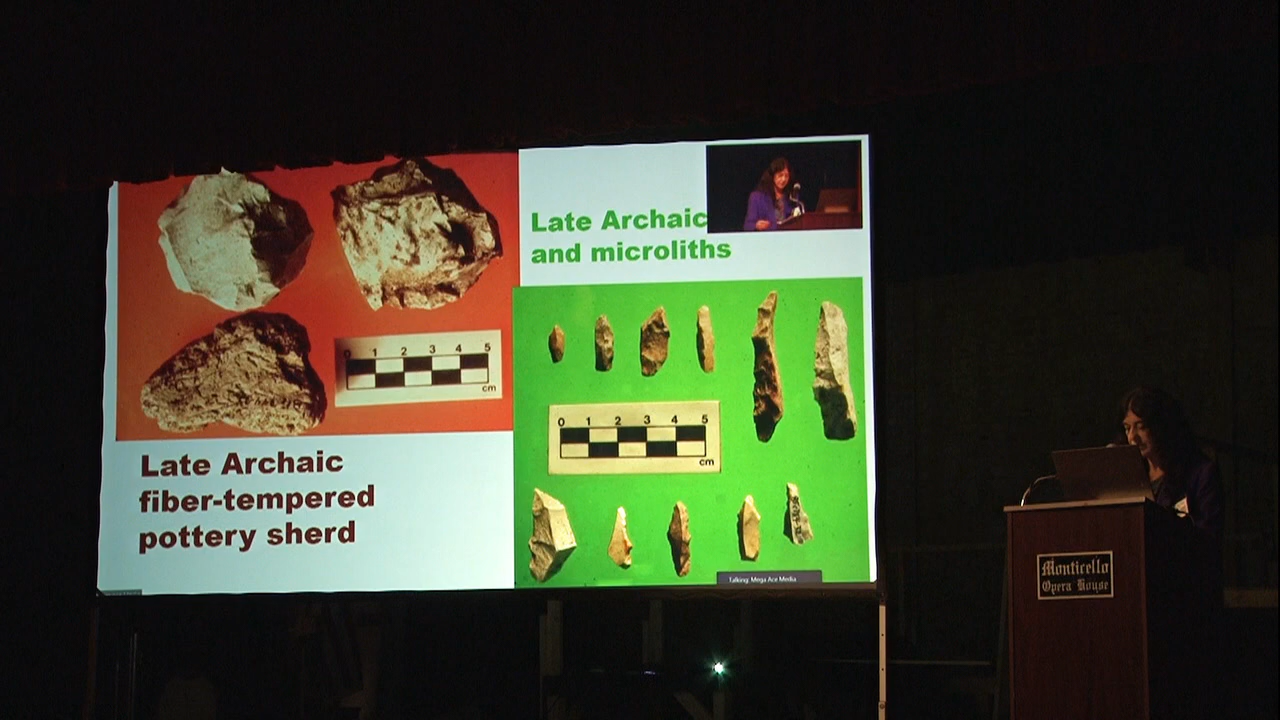 Late Archaic
and microliths
0 1 2 3 4 5
cm
Late Archaic
fiber-tempered
pottery sherd
0 1 2 3 4 5
cm
Talking: Mega Ace Media
Monticello
Opera House